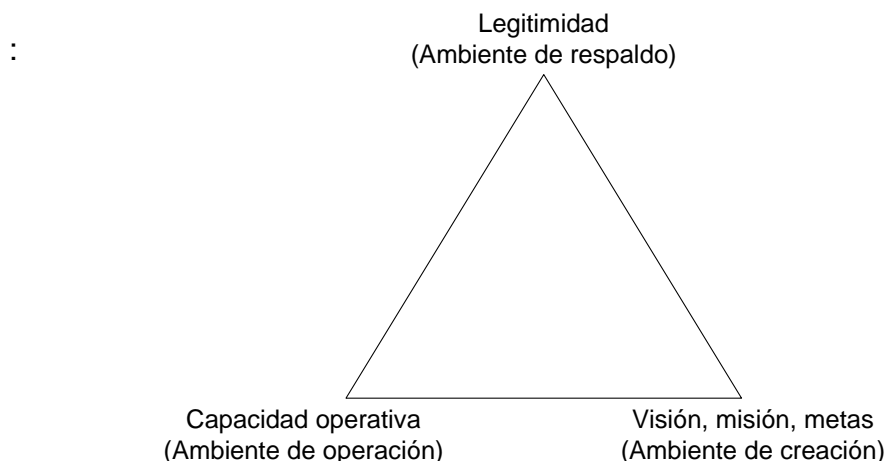 Legitimidad
(Ambiente de respaldo)
:
Capacidad operativa
(Ambiente de operación)
Visión, misión, metas
(Ambiente de creación)